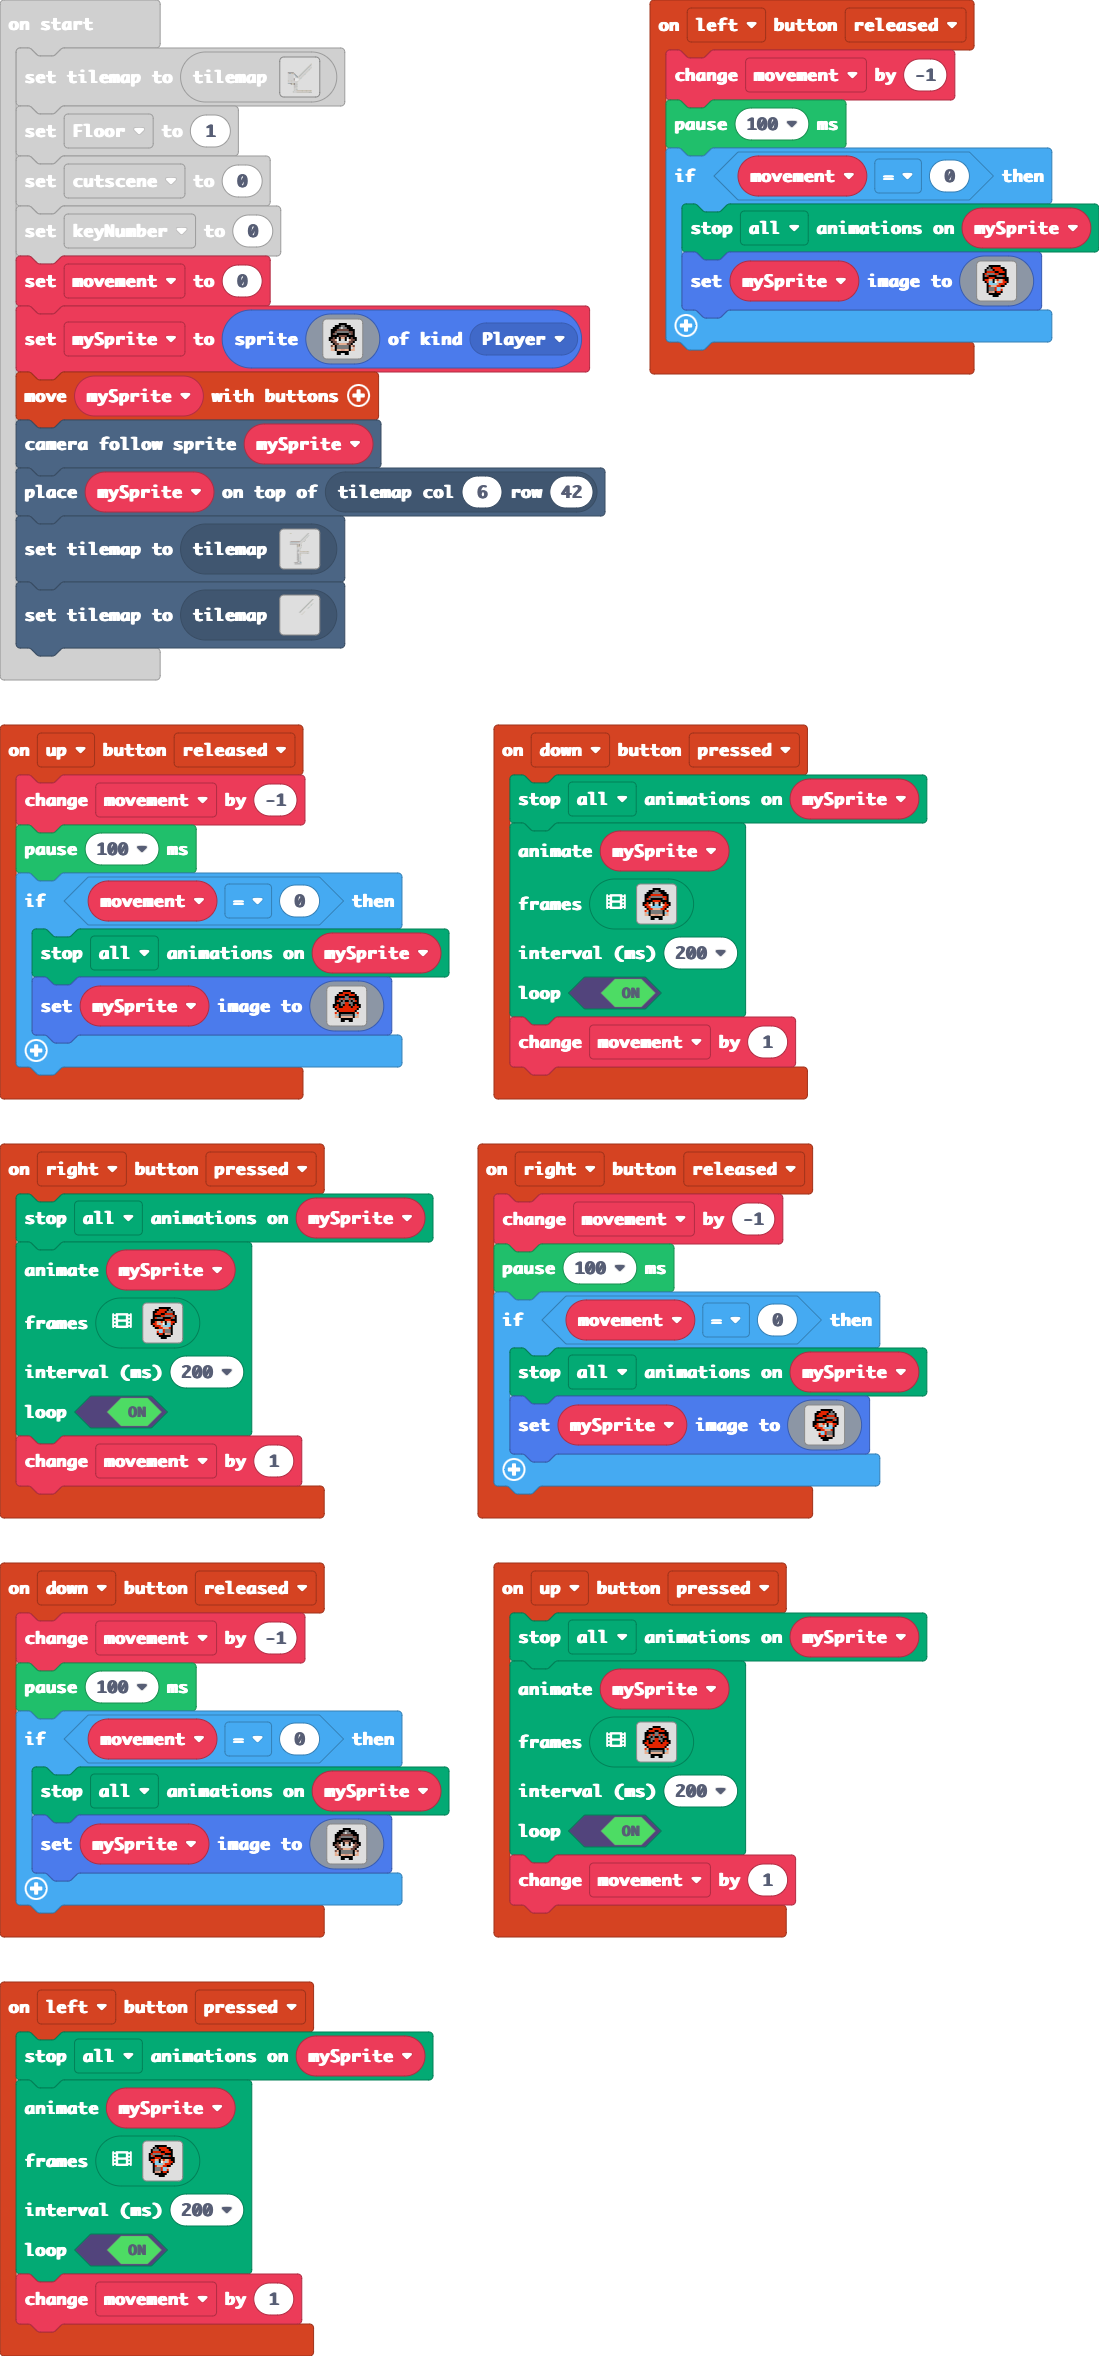 on start
set tilemap to tilemap
set Floor to 1
set cutscene to 0
set keyNumber to 0
set movement to 0
set mySprite to sprite of kind Player
move mySprite with buttons
camera follow sprite mySprite
place mySprite on top of tilemap col 6 row 42
set tilemap to tilemap
set tilemap to tilemap
on left button released
change movement by -1
pause 100 ms
if movement = 0 then
stop all animations on mySprite
set mySprite image to
on up button released
change movement by -1
pause 100 ms
if movement = 0 then
stop all animations on mySprite
set mySprite image to
on down button pressed
stop all animations on mySprite
animate mySprite
frames
interval (ms) 200
loop ON
change movement by 1
on right button pressed
stop all animations on mySprite
animate mySprite
frames
interval (ms) 200
loop ON
change movement by 1
on right button released
change movement by -1
pause 100 ms
if movement = 0 then
stop all animations on mySprite
set mySprite image to
on down button released
change movement by -1
pause 100 ms
if movement = 0 then
stop all animations on mySprite
set mySprite image to
on up button pressed
stop all animations on mySprite
animate mySprite
frames
interval (ms) 200
loop ON
change movement by 1
on left button pressed
stop all animations on mySprite
animate mySprite
frames
interval (ms) 200
loop ON
change movement by 1